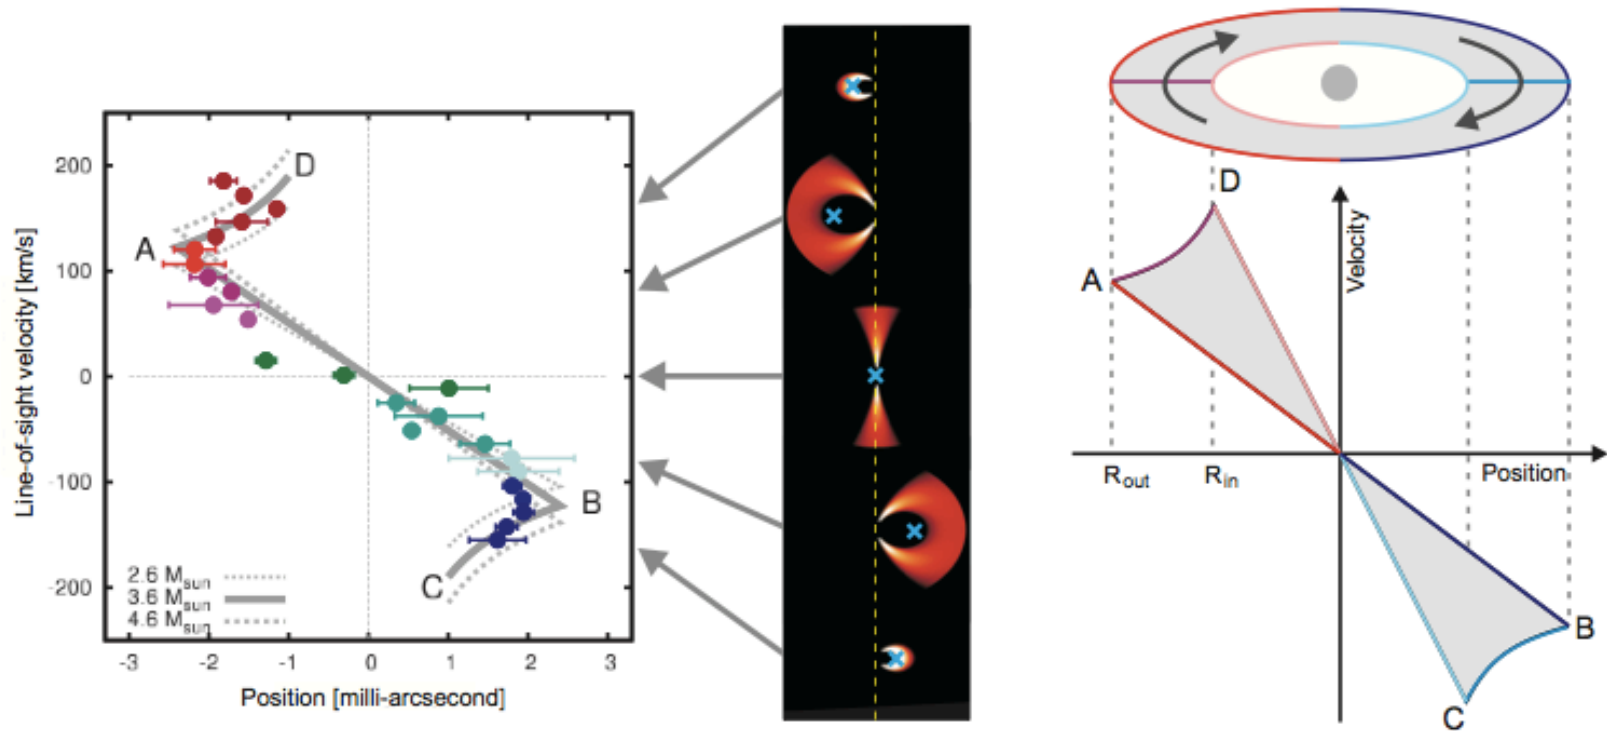 Line-of-sight velocity [km/s]
200
100
0
-100
-200
D
A
B
C
2.6 Msun
3.6 Msun
4.6 Msun
-3 -2 -1 0 1 2 3
Position [milli-arcsecond]
D
Velocity
A
Rout Rin Position
B
C